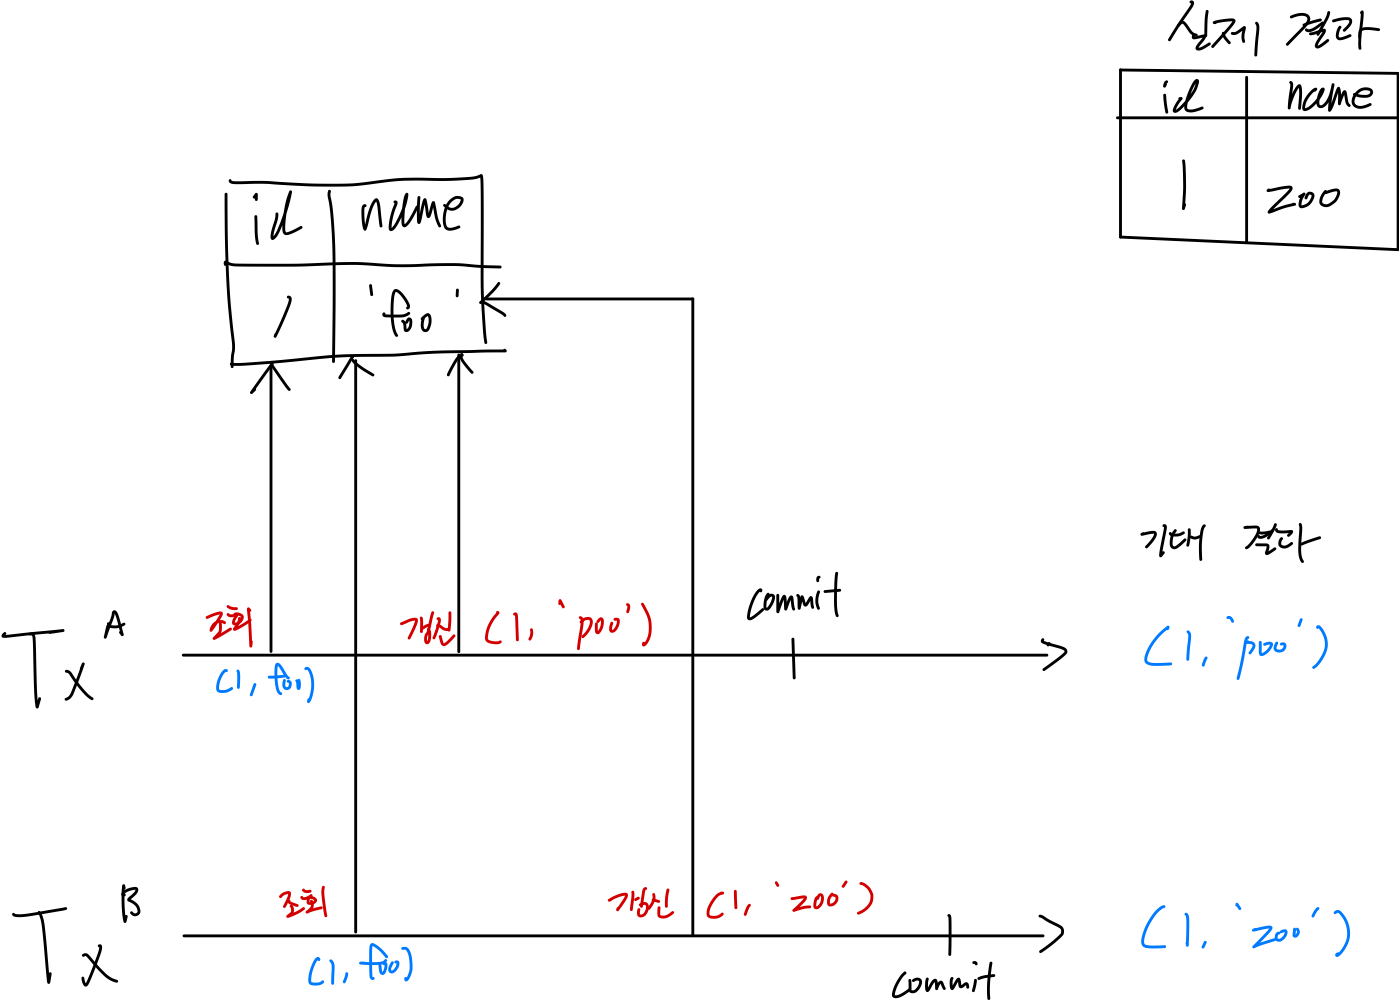 실제 결과
id name
1 zoo
id name
1 'foo'
기대 결과
commit
Tx A
조회
갱신 (1, 'poo')
(1, 'poo')
(1, foo)
Tx B
조회
갱신 (1, 'zoo')
(1, 'zoo')
(1, foo)
commit